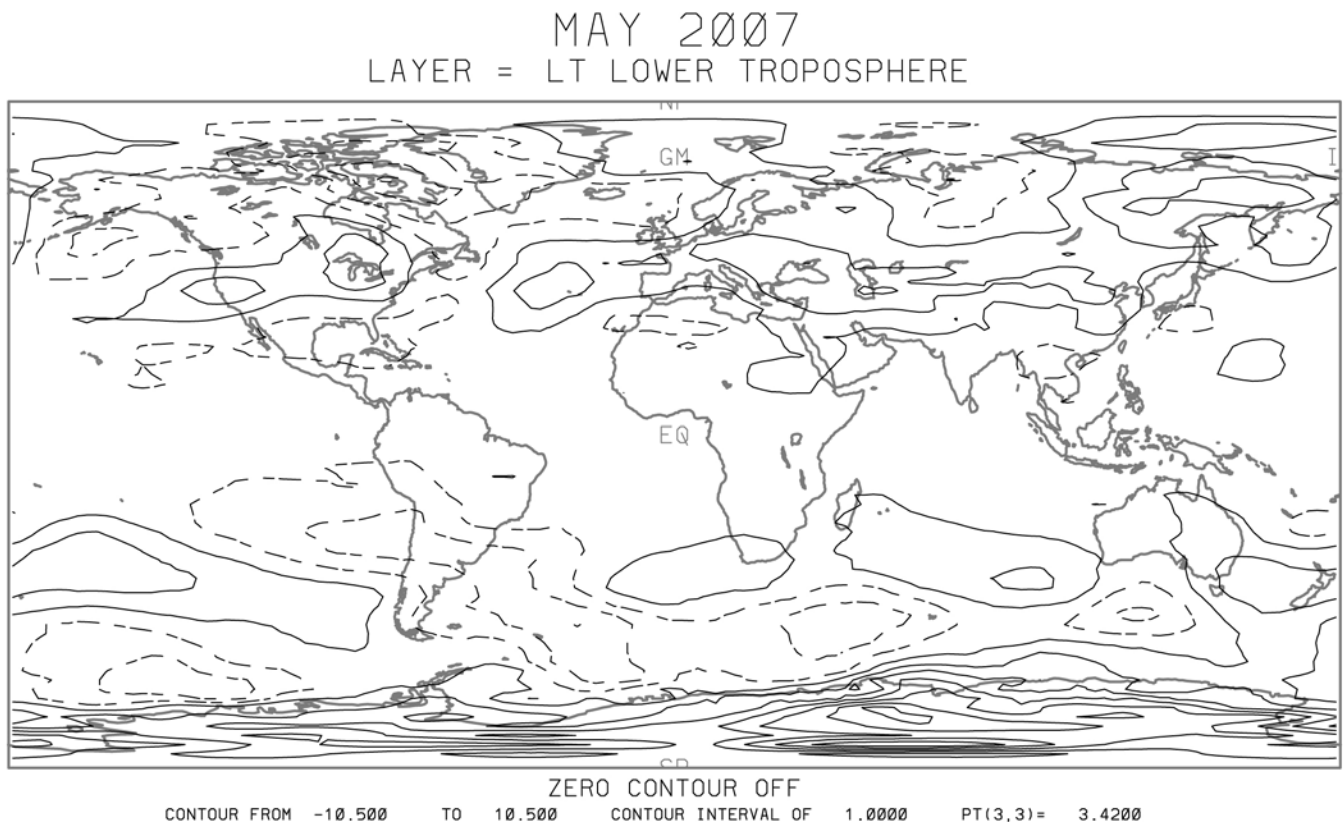 MAY 2007
LAYER = LT LOWER TROPOSPHERE
GM
I
EQ
ZERO CONTOUR OFF
CONTOUR FROM -10.500 TO 10.500 CONTOUR INTERVAL OF 1.0000 PT(3,3)= 3.4200